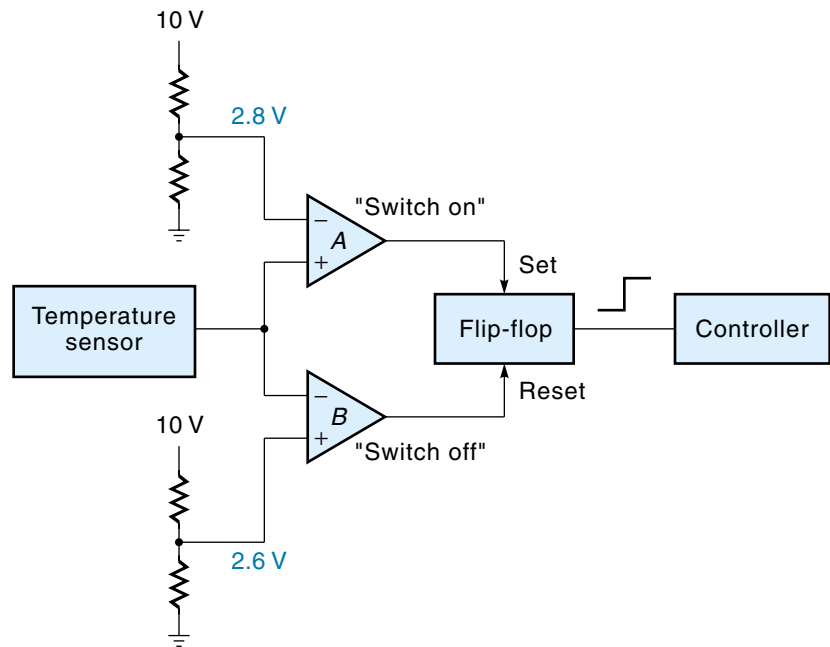 10 V
2.8 V
"Switch on"
−
A
+
Set
Temperature
sensor
Flip-flop
Controller
−
B
+
Reset
10 V
"Switch off"
2.6 V